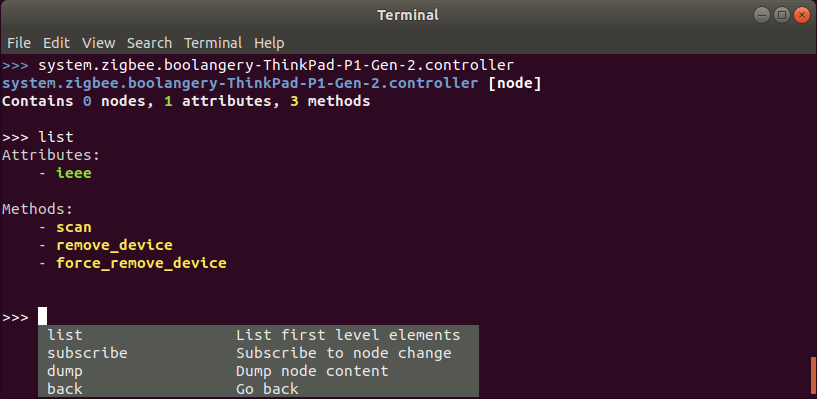 Terminal
File Edit View Search Terminal Help
>>> system.zigbee.boolangery-ThinkPad-P1-Gen-2.controller
system.zigbee.boolangery-ThinkPad-P1-Gen-2.controller [node]
Contains 0 nodes, 1 attributes, 3 methods
>>> list
Attributes:
- ieee
Methods:
- scan
- remove_device
- force_remove_device
>>>
list List first level elements
subscribe Subscribe to node change
dump Dump node content
back Go back